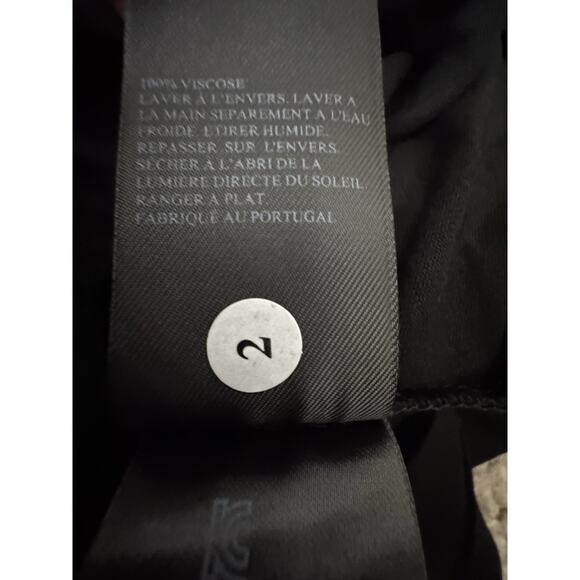 100% VISCOSE
LAVER À L'ENVERS. LAVER A
LA MAIN SEPAREMENT A L'EAU
FROIDE. ETIRER HUMIDE.
REPASSER SUR L'ENVERS.
SÉCHER À L'ABRI DE LA
LUMIÈRE DIRECTE DU SOLEIL.
RANGER A PLAT.
FABRIQUÉ AU PORTUGAL
2